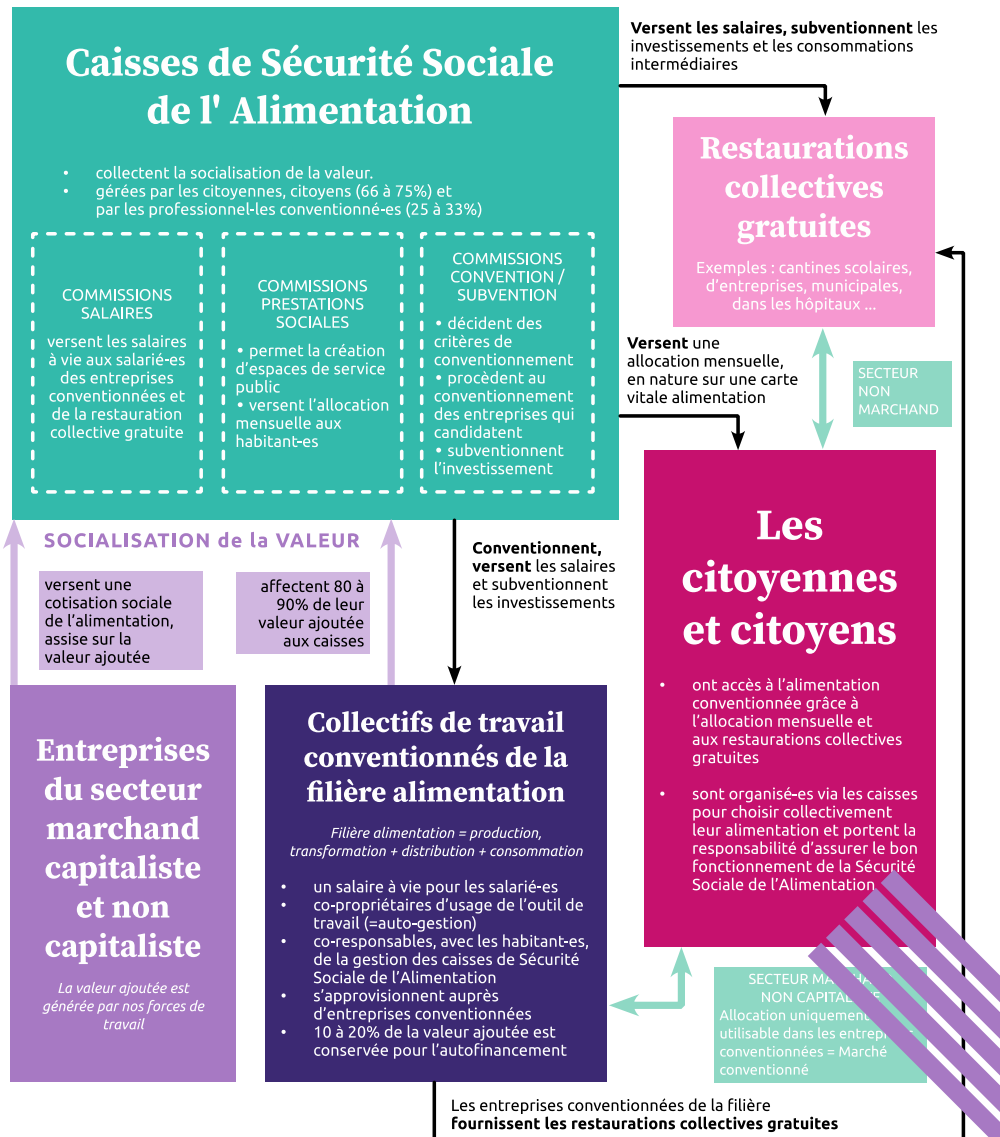 Caisses de Sécurité Sociale
de l' Alimentation
• collectent la socialisation de la valeur.
• gérées par les citoyennes, citoyens (66 à 75%) et
par les professionnel-les conventionné-es (25 à 33%)
COMMISSIONS
SALAIRES
versent les salaires
à vie aux salarié-es
des entreprises
conventionnées et
de la restauration
collective gratuite
COMMISSIONS
PRESTATIONS
SOCIALES
• permet la création
d'espaces de service
public
• versent l'allocation
mensuelle aux
habitant-es
COMMISSIONS
CONVENTION /
SUBVENTION
• décident des
critères de
conventionnement
• procèdent au
conventionnement
des entreprises qui
candidatent
• subventionnent
l'investissement
Versent les salaires, subventionnent les
investissements et les consommations
intermédiaires
Restaurations
collectives
gratuites
Exemples : cantines scolaires,
d'entreprises, municipales,
dans les hôpitaux ...
Versent une
allocation mensuelle,
en nature sur une carte
vitale alimentation
SECTEUR
NON
MARCHAND
Les
citoyennes
et citoyens
• ont accès à l'alimentation
conventionnée grâce à
l'allocation mensuelle et
aux restaurations collectives
gratuites
• sont organisé-es via les caisses
pour choisir collectivement
leur alimentation et portent la
responsabilité d'assurer le bon
fonctionnement de la Sécurité
Sociale de l'Alimentation
SOCIALISATION de la VALEUR
versent une
cotisation sociale
de l'alimentation,
assise sur la
valeur ajoutée
affectent 80 à
90% de leur
valeur ajoutée
aux caisses
Conventionnent,
versent les salaires
et subventionnent
les investissements
Entreprises
du secteur
marchand
capitaliste
et non
capitaliste
La valeur ajoutée est
générée par nos forces de
travail
Collectifs de travail
conventionnés de la
filière alimentation
Filière alimentation = production,
transformation + distribution + consommation
• un salaire à vie pour les salarié-es
• co-propriétaires d'usage de l'outil de
travail (=auto-gestion)
• co-responsables, avec les habitant-es,
de la gestion des caisses de Sécurité
Sociale de l'Alimentation
• s'approvisionnent auprès
d'entreprises conventionnées
• 10 à 20% de la valeur ajoutée est
conservée pour l'autofinancement
SECTEUR
NON
Allocation uniquement
utilisable dans les
conventionnées = Marché
conventionné
Les entreprises conventionnées de la filière
fournissent les restaurations collectives gratuites